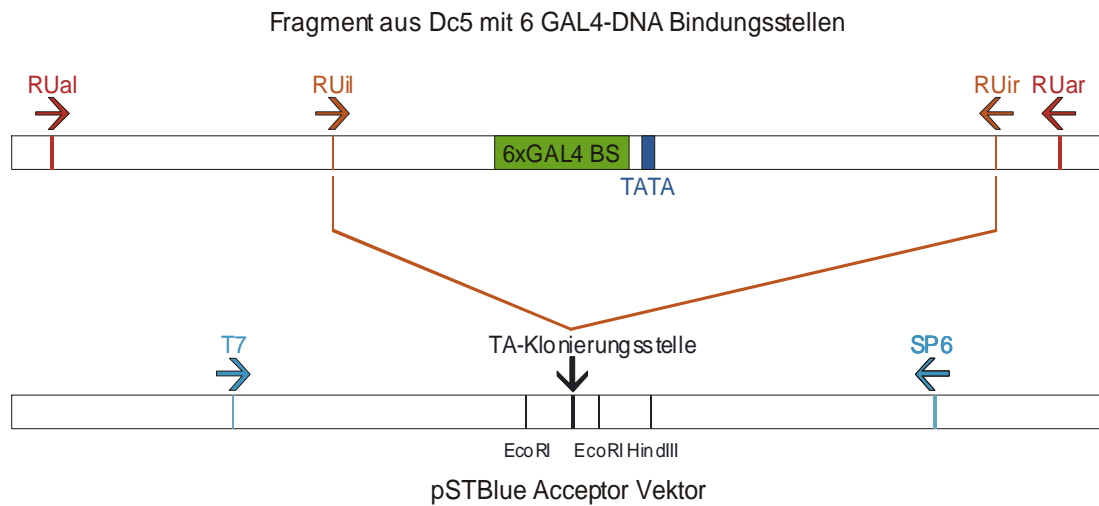 Fragment aus Dc5 mit 6 GAL4-DNA Bindungsstellen
RUal RUil RUir RUar
6xGAL4 BS
TATA
TA-Klonierungsstelle
T7 SP6
EcoRI EcoRI HindIII
pSTBlue Acceptor Vektor